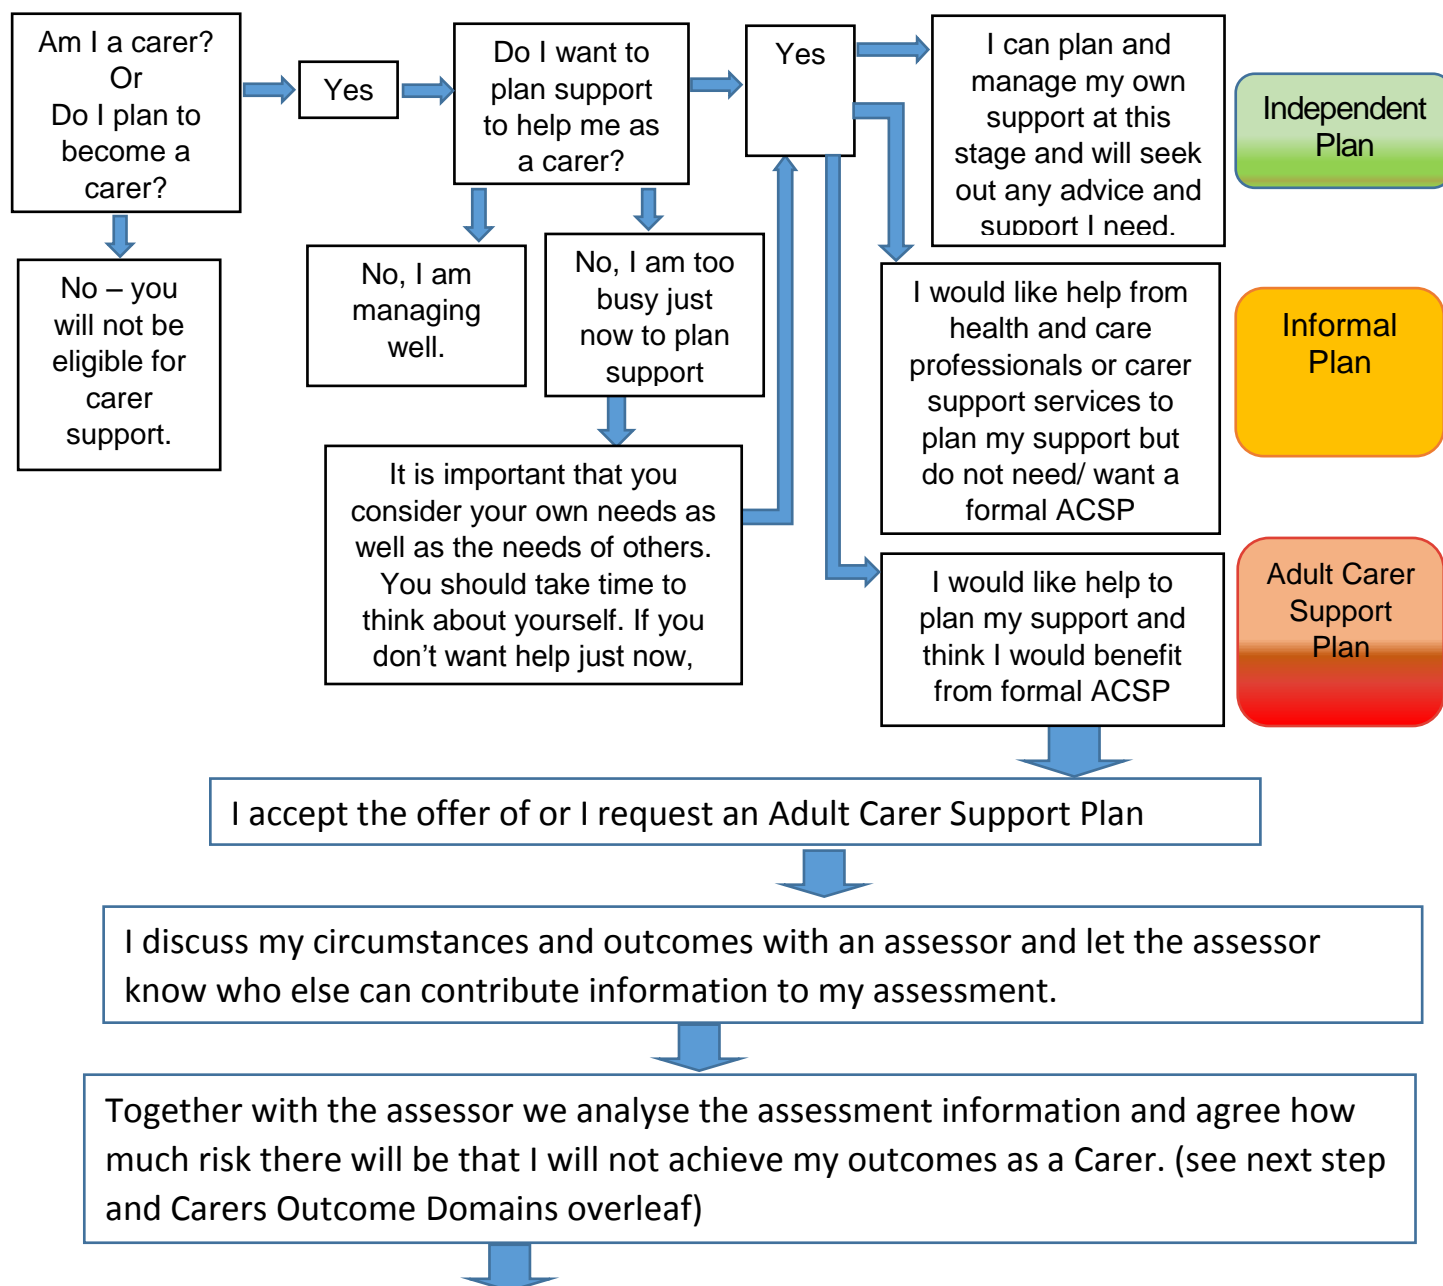 Am I a carer?
Or
Do I plan to
become a
carer?
Yes
Do I want to
plan support
to help me as
a carer?
Yes
I can plan and
manage my own
support at this
stage and will seek
out any advice and
support I need.
Independent
Plan
No – you
will not be
eligible for
carer
support.
No, I am
managing
well.
No, I am too
busy just
now to plan
support
I would like help from
health and care
professionals or carer
support services to
plan my support but
do not need/ want a
formal ACSP
Informal
Plan
It is important that you
consider your own needs as
well as the needs of others.
You should take time to
think about yourself. If you
don’t want help just now,
I would like help to
plan my support and
think I would benefit
from formal ACSP
Adult Carer
Support
Plan
I accept the offer of or I request an Adult Carer Support Plan
I discuss my circumstances and outcomes with an assessor and let the assessor
know who else can contribute information to my assessment.
Together with the assessor we analyse the assessment information and agree how
much risk there will be that I will not achieve my outcomes as a Carer. (see next step
and Carers Outcome Domains overleaf)